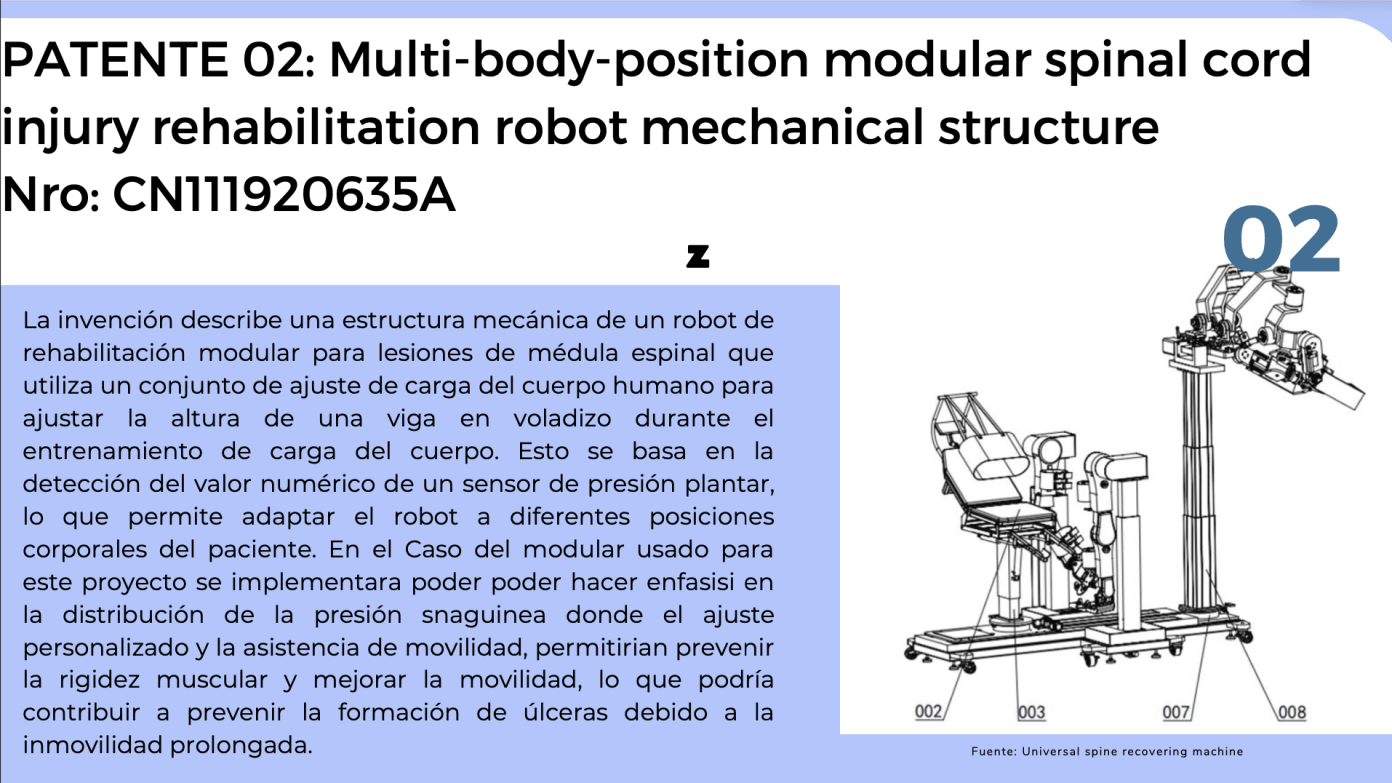 PATENTE 02: Multi-body-position modular spinal cord
injury rehabilitation robot mechanical structure
Nro: CN111920635A
02
z
La invención describe una estructura mecánica de un robot de
rehabilitación modular para lesiones de médula espinal que
utiliza un conjunto de ajuste de carga del cuerpo humano para
ajustar la altura de una viga en voladizo durante el
entrenamiento de carga del cuerpo. Esto se basa en la
detección del valor numérico de un sensor de presión plantar,
lo que permite adaptar el robot a diferentes posiciones
corporales del paciente. En el Caso del modular usado para
este proyecto se implementara poder poder hacer enfasisi en
la distribución de la presión snaguinea donde el ajuste
personalizado y la asistencia de movilidad, permitirian prevenir
la rigidez muscular y mejorar la movilidad, lo que podría
contribuir a prevenir la formación de úlceras debido a la
inmovilidad prolongada.
002 003 007 008
Fuente: Universal spine recovering machine